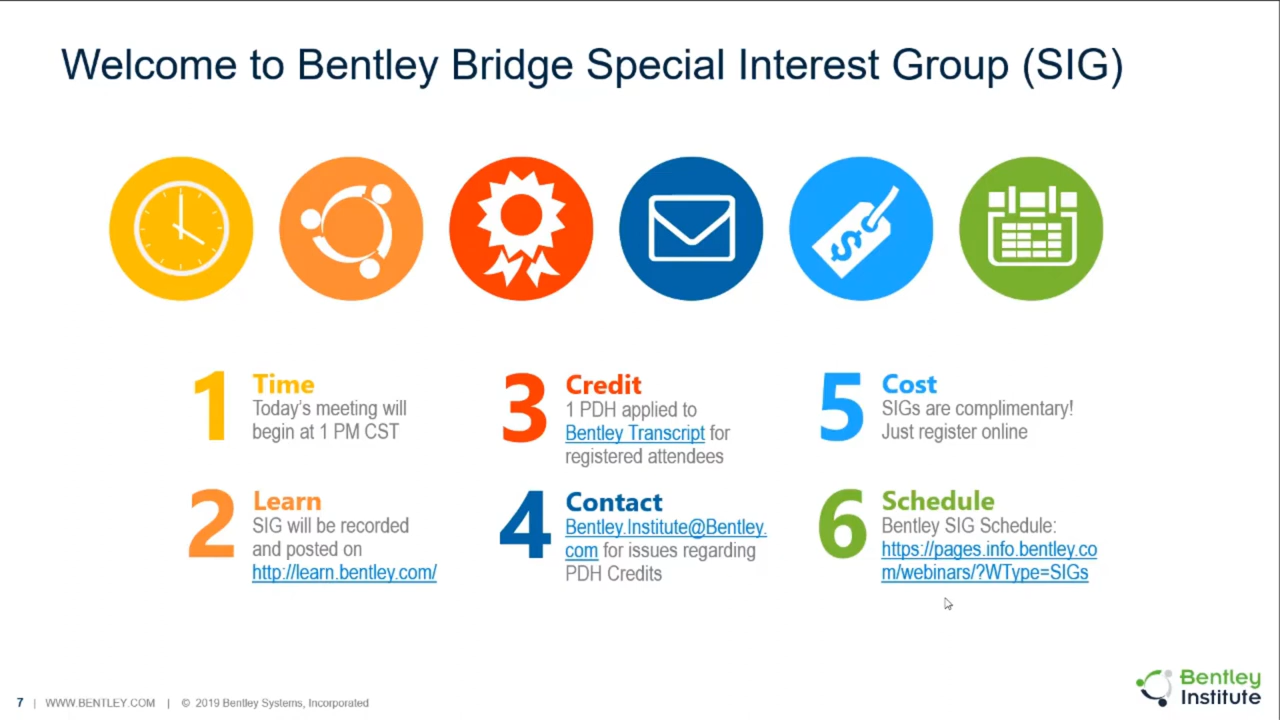 Welcome to Bentley Bridge Special Interest Group (SIG)
1
Time
Today's meeting will
begin at 1 PM CST
2
Learn
SIG will be recorded
and posted on
http://learn.bentley.com/
3
Credit
1 PDH applied to
Bentley Transcript for
registered attendees
4
Contact
Bentley.Institute@Bentley.
com for issues regarding
PDH Credits
5
Cost
SIGs are complimentary!
Just register online
6
Schedule
Bentley SIG Schedule:
https://pages.info.bentley.co
m/webinars/?WType=SIGs
7 | WWW.BENTLEY.COM | © 2019 Bentley Systems, Incorporated
Bentley
Institute